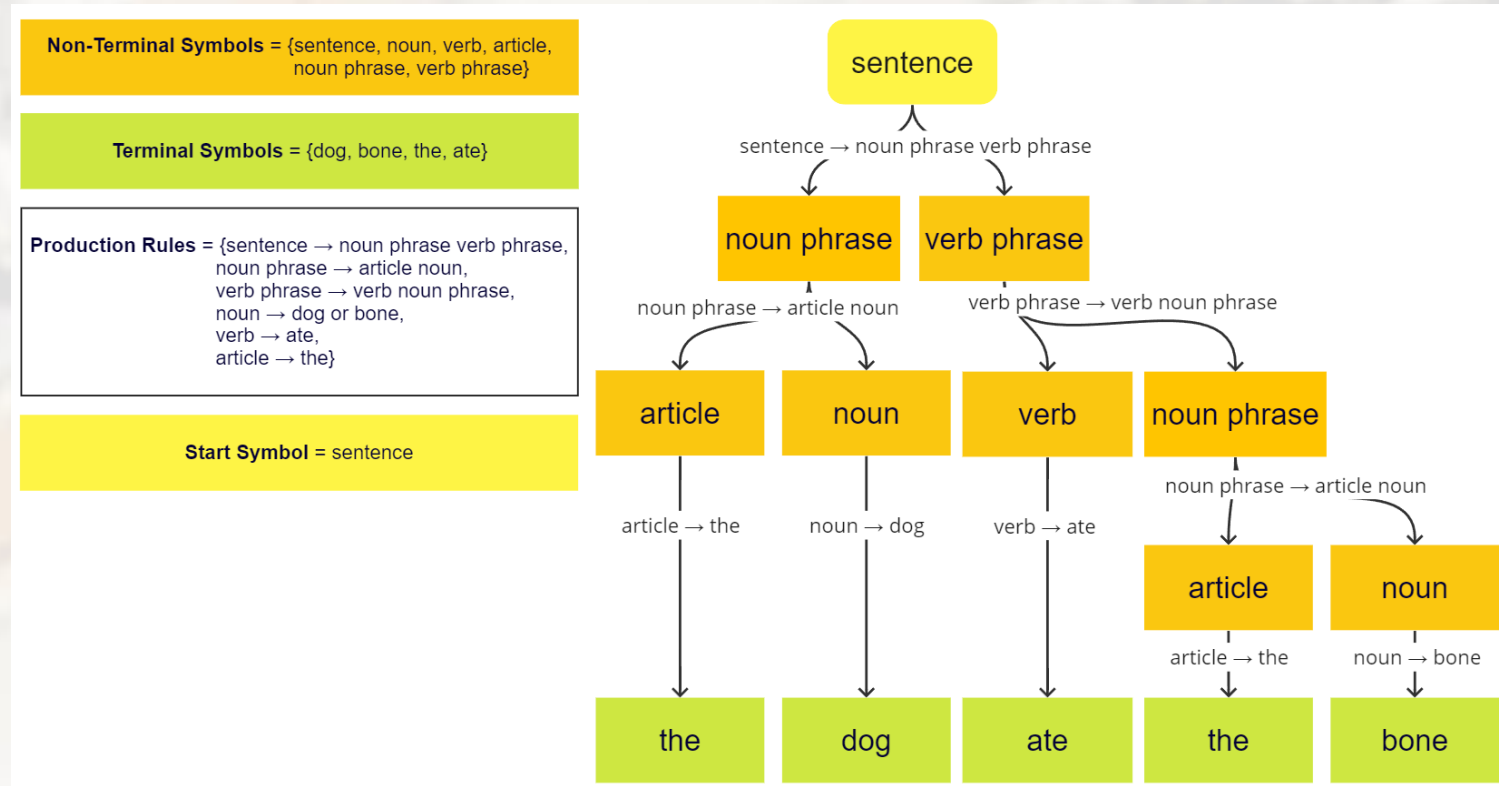 Non-Terminal Symbols = {sentence, noun, verb, article,
noun phrase, verb phrase}
Terminal Symbols = {dog, bone, the, ate}
Production Rules = {sentence → noun phrase verb phrase,
noun phrase → article noun,
verb phrase → verb noun phrase,
noun → dog or bone,
verb → ate,
article → the}
Start Symbol = sentence
sentence
sentence → noun phrase verb phrase
noun phrase
verb phrase
noun phrase → article noun
verb phrase → verb noun phrase
article
noun
verb
noun phrase
noun phrase → article noun
article → the
noun → dog
verb → ate
article
noun
article → the
noun → bone
the
dog
ate
the
bone